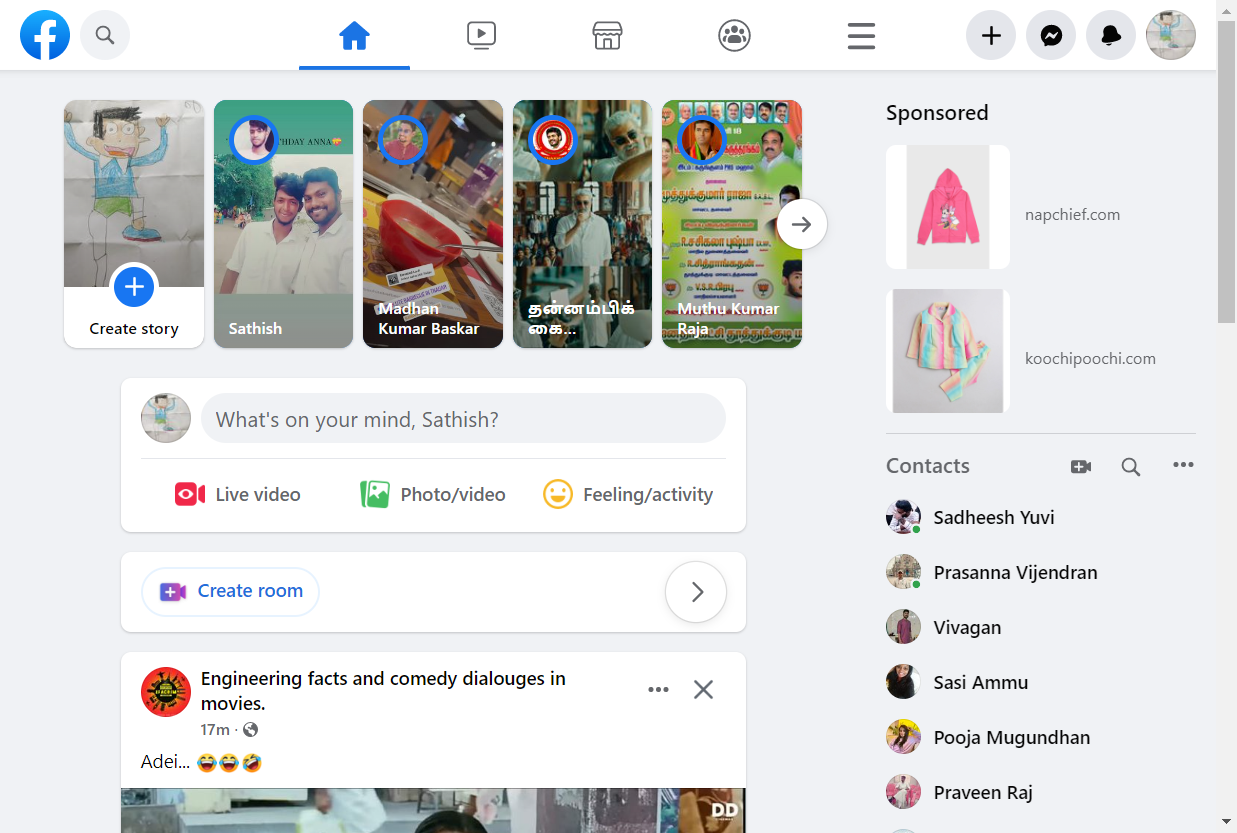 Sponsored
napchief.com
koochipoochi.com
THDAY ANNA
Create story
Sathish
Madhan
Kumar Baskar
தன்னம்பிக்
கை...
Muthu Kumar
Raja
What's on your mind, Sathish?
Live video
Photo/video
Feeling/activity
Create room
Engineering facts and comedy dialouges in
movies.
17m ·
Adei... 😂😂🤣
DD
Contacts
Sadheesh Yuvi
Prasanna Vijendran
Vivagan
Sasi Ammu
Pooja Mugundhan
Praveen Raj